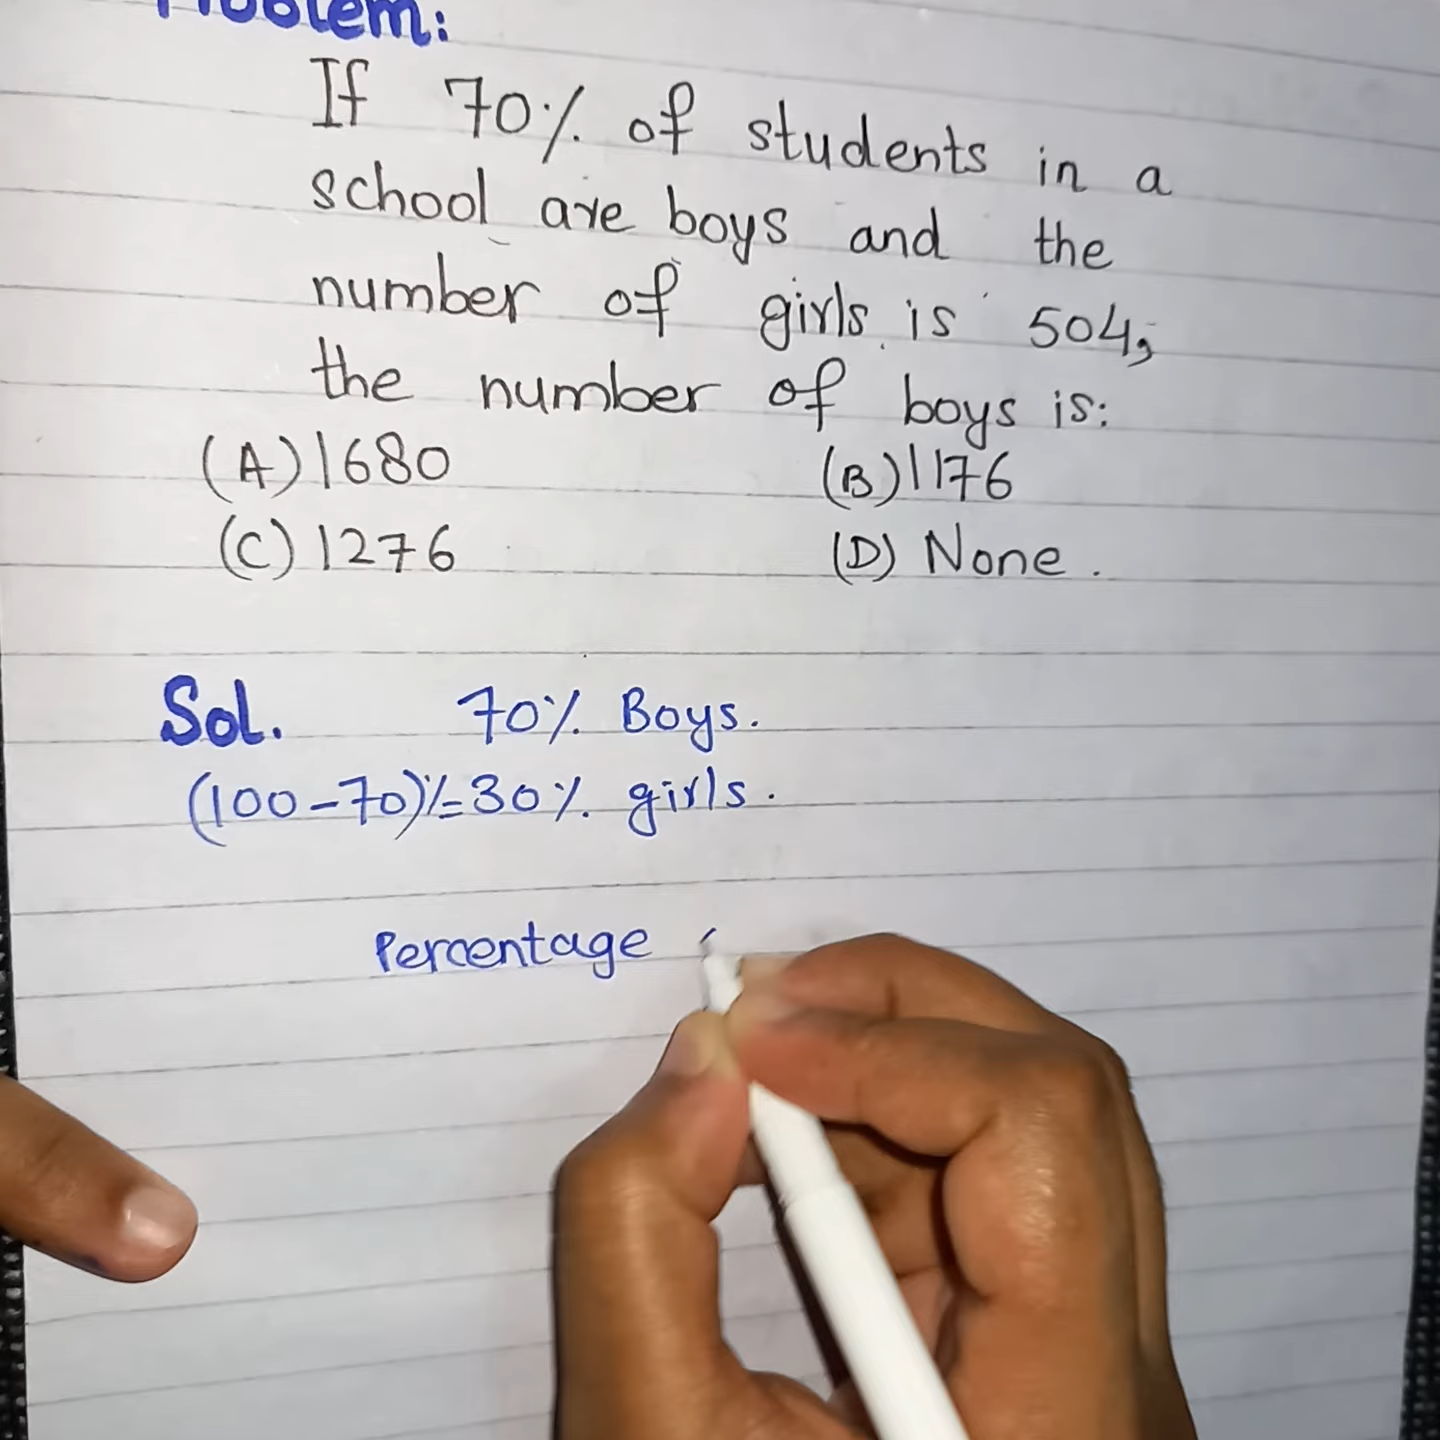 Problem:
If 70% of students in a
school are boys and the
number of girls is 504,
the number of boys is:
(A) 1680 (B) 1176
(C) 1276 (D) None.
Sol. 70% Boys.
(100-70)%=30% girls.
Percentage